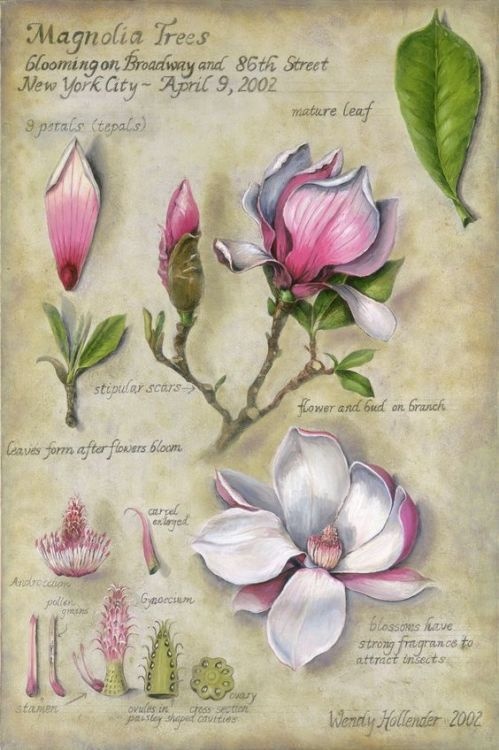 Magnolia Trees
blooming on Broadway and 86th Street
New York City ~ April 9, 2002
mature leaf
9 petals (tepals)
stipular scars→
flower and bud on branch
leaves form after flowers bloom
carpel
enlarged
Androecium
pollen
grains
Gynoecium
blossoms have
strong fragrance to
attract insects
stamen
ovules in
paisley shaped cavities
cross section
ovary
Wendy Hollender 2002